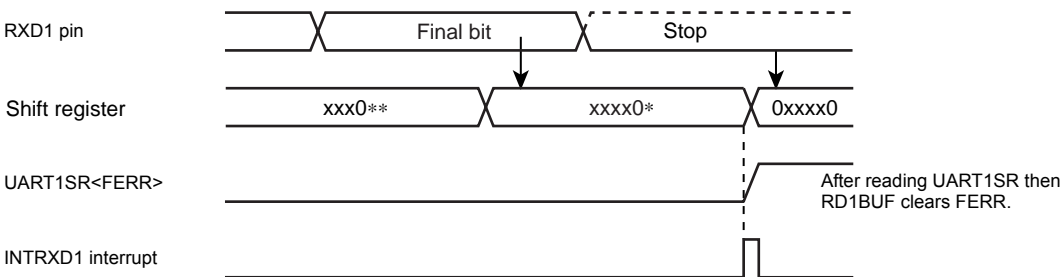 RXD1 pin
Final bit
Stop
Shift register
xxx0**
xxxx0*
0xxxx0
UART1SR<FERR>
After reading UART1SR then
RD1BUF clears FERR.
INTRXD1 interrupt